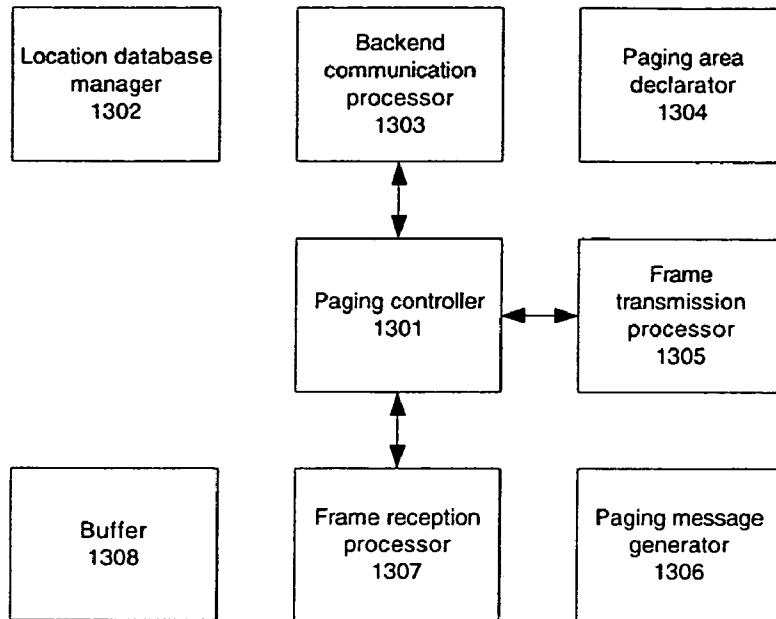 Location database
manager
1302
Backend
communication
processor
1303
Paging area
declarator
1304
Paging controller
1301
Frame
transmission
processor
1305
Buffer
1308
Frame reception
processor
1307
Paging message
generator
1306